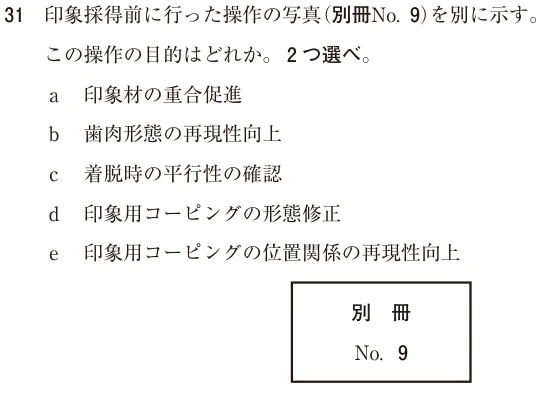 31 印象採得前に行った操作の写真(別冊No. 9)を別に示す。
この操作の目的はどれか。2つ選べ。
a 印象材の重合促進
b 歯肉形態の再現性向上
c 着脱時の平行性の確認
d 印象用コーピングの形態修正
e 印象用コーピングの位置関係の再現性向上
別 冊
No. 9